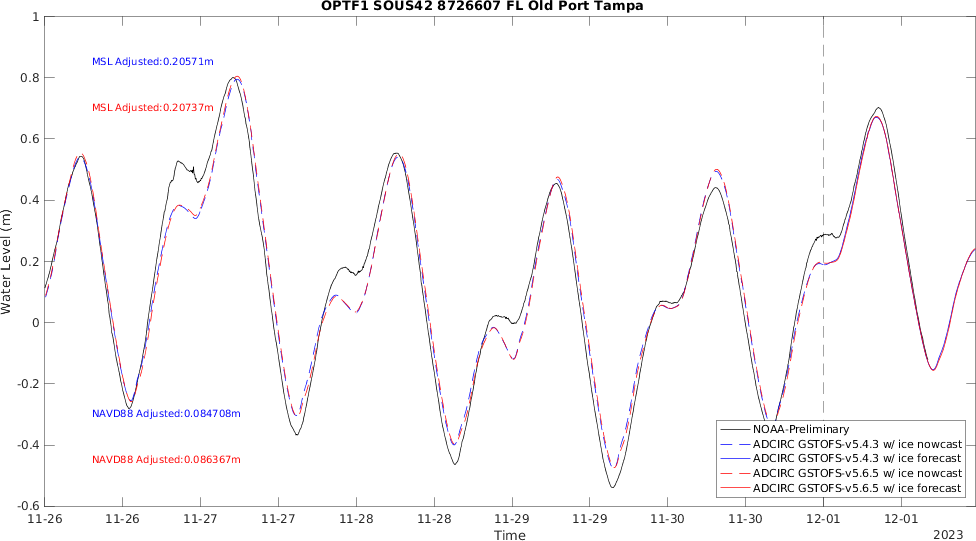 OPTF1 SOUS42 8726607 FL Old Port Tampa
1
0.8
0.6
0.4
0.2
0
-0.2
-0.4
-0.6
Water Level (m)
MSL Adjusted:0.20571m
MSL Adjusted:0.20737m
NAVD88 Adjusted:0.084708m
NAVD88 Adjusted:0.086367m
NOAA-Preliminary
ADCIRC GSTOFS-v5.4.3 w/ ice nowcast
ADCIRC GSTOFS-v5.4.3 w/ ice forecast
ADCIRC GSTOFS-v5.6.5 w/ ice nowcast
ADCIRC GSTOFS-v5.6.5 w/ ice forecast
11-26 11-26 11-27 11-27 11-28 11-28 11-29 11-29 11-30 11-30 12-01 12-01
Time
2023